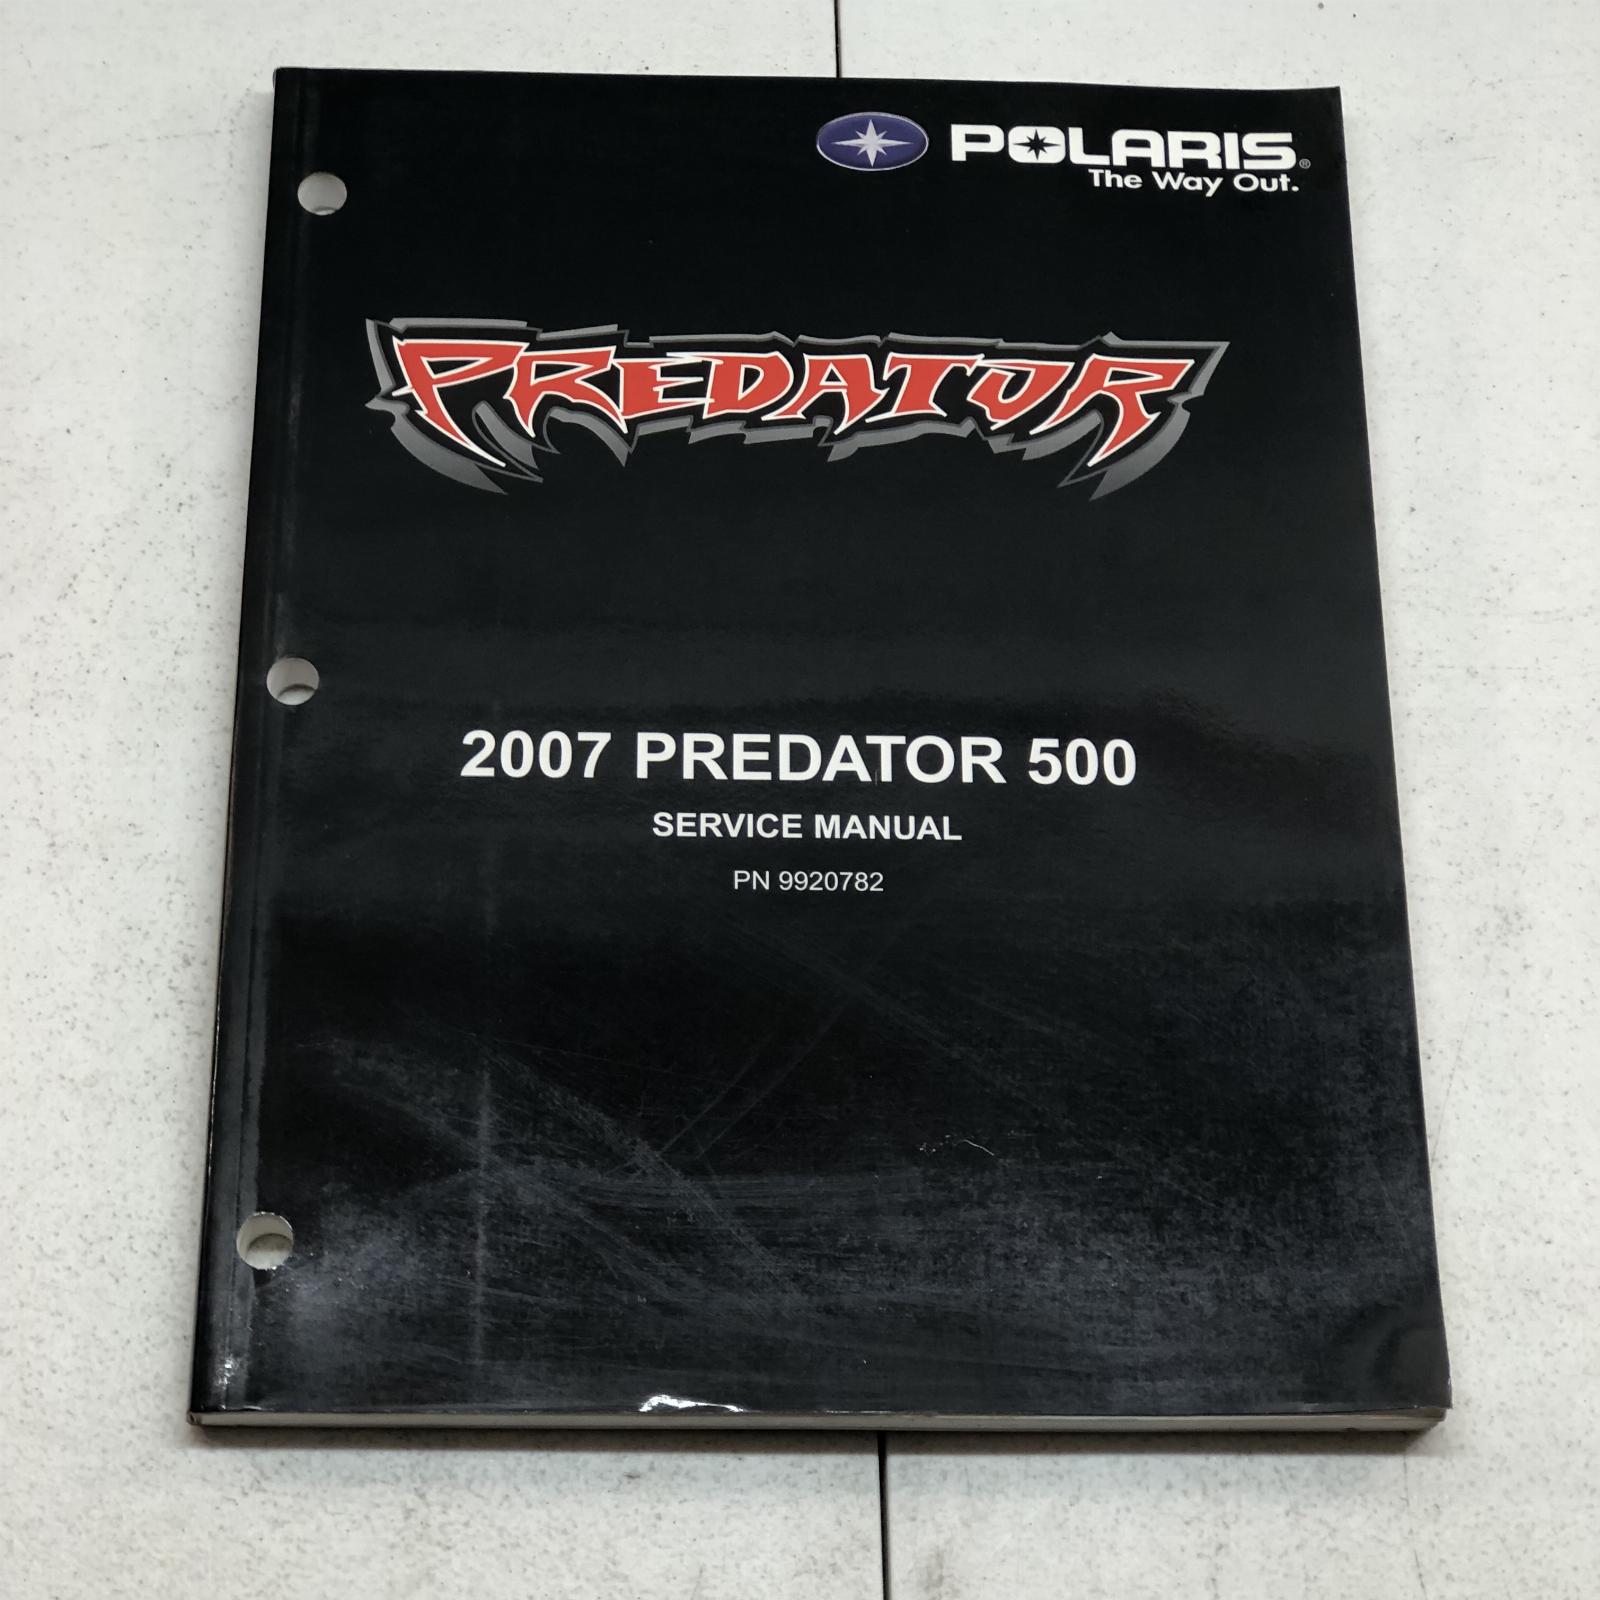 POLARIS®
The Way Out.
PREDATOR
2007 PREDATOR 500
SERVICE MANUAL
PN 9920782